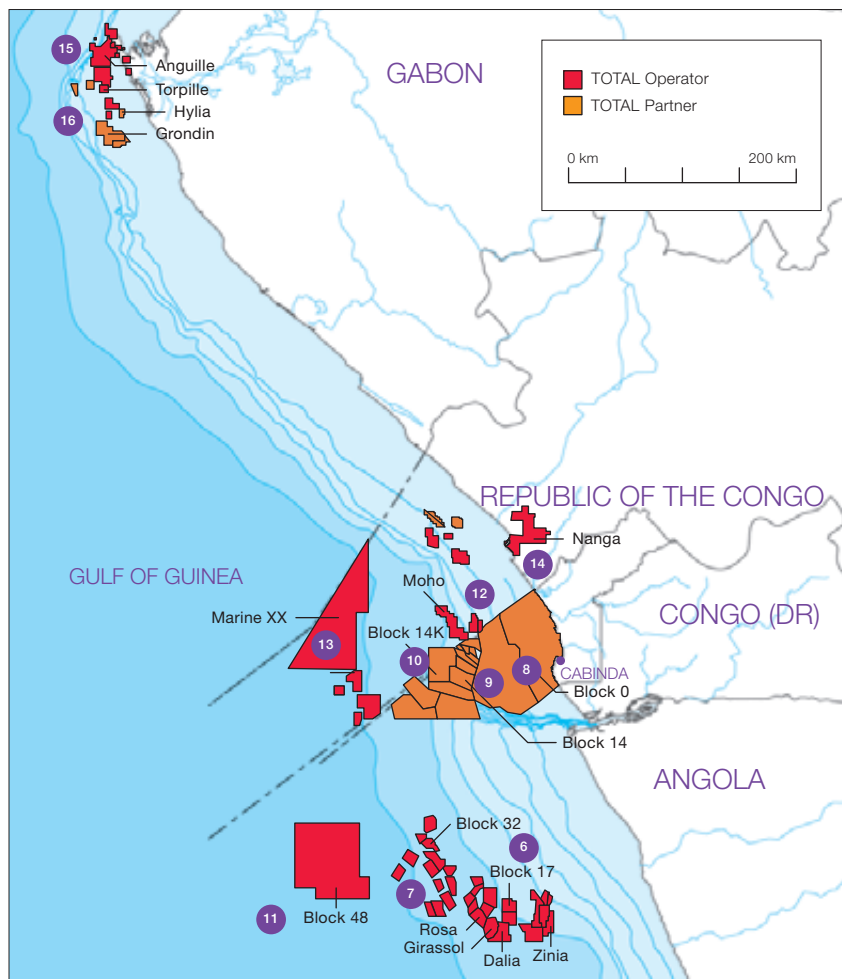 15
Anguille
GABON
TOTAL Operator
TOTAL Partner
0 km 200 km
Torpille
Hylia
16
Grondin
REPUBLIC OF THE CONGO
Nanga
14
GULF OF GUINEA
Moho
12
CONGO (DR)
Marine XX
13
Block 14K
10
9
8
CABINDA
Block 0
Block 14
ANGOLA
Block 32
6
Block 17
7
11
Block 48
Rosa
Girassol
Dalia
Zinia